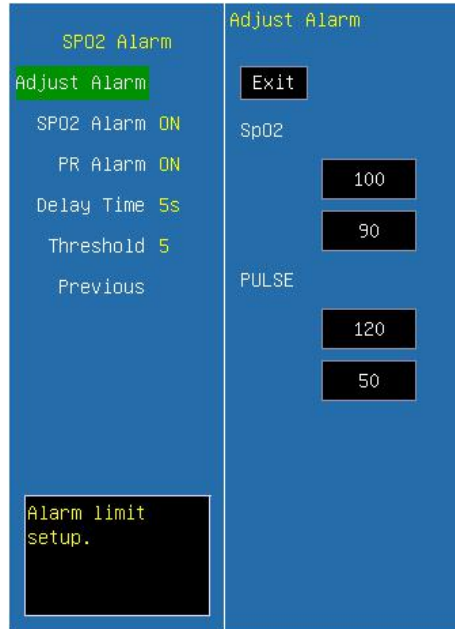 SPO2 Alarm
Adjust Alarm
SPO2 Alarm ON
PR Alarm ON
Delay Time 5s
Threshold 5
Previous
Alarm limit
setup.
Adjust Alarm
Exit
SpO2
100
90
PULSE
120
50